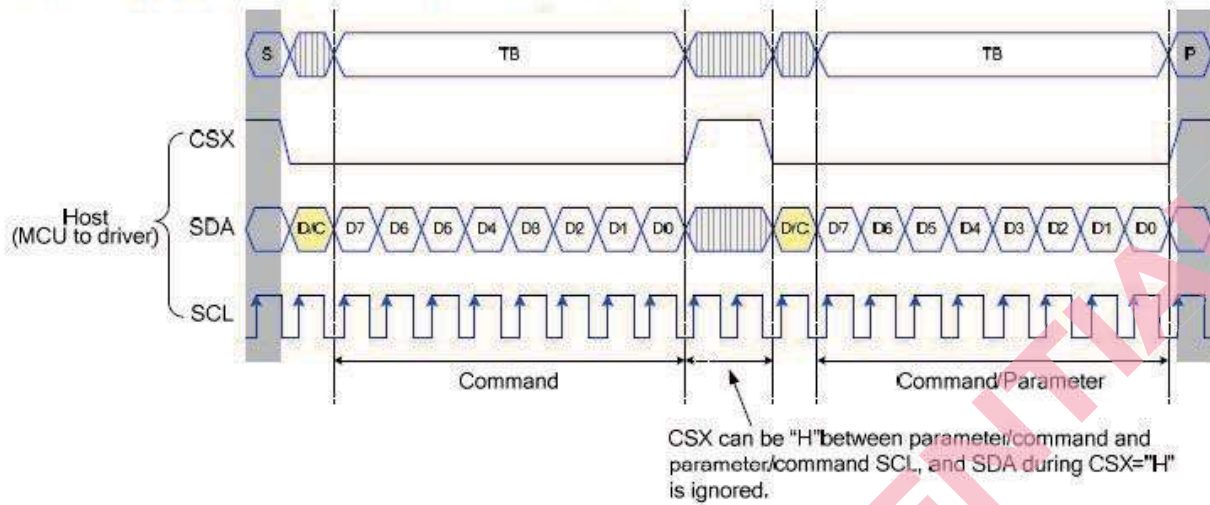 S TB TB P
CSX
Host
(MCU to driver)
SDA D/C D7 D6 D5 D4 D3 D2 D1 D0 D/C D7 D6 D5 D4 D3 D2 D1 D0
SCL
Command Command/Parameter
CSX can be "H"between parameter/command and
parameter/command SCL, and SDA during CSX="H"
is ignored.
ENTIAL